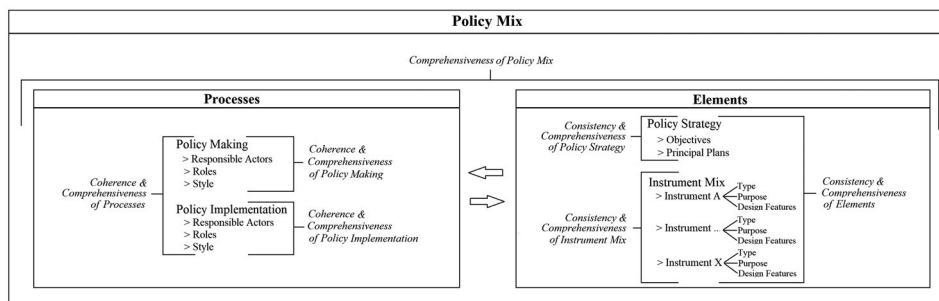 Policy Mix
Comprehensiveness of Policy Mix
Processes
Coherence &
Comprehensiveness
of Processes
Policy Making
> Responsible Actors
> Roles
> Style
Policy Implementation
> Responsible Actors
> Roles
> Style
Coherence &
Comprehensiveness
of Policy Making
Coherence &
Comprehensiveness
of Policy Implementation
Elements
Consistency &
Comprehensiveness
of Policy Strategy
Policy Strategy
> Objectives
> Principal Plans
Consistency &
Comprehensiveness
of Instrument Mix
Instrument Mix
> Instrument A
Type
Purpose
Design Features
> Instrument ...
Type
Purpose
Design Features
> Instrument X
Type
Purpose
Design Features
Consistency &
Comprehensiveness
of Elements